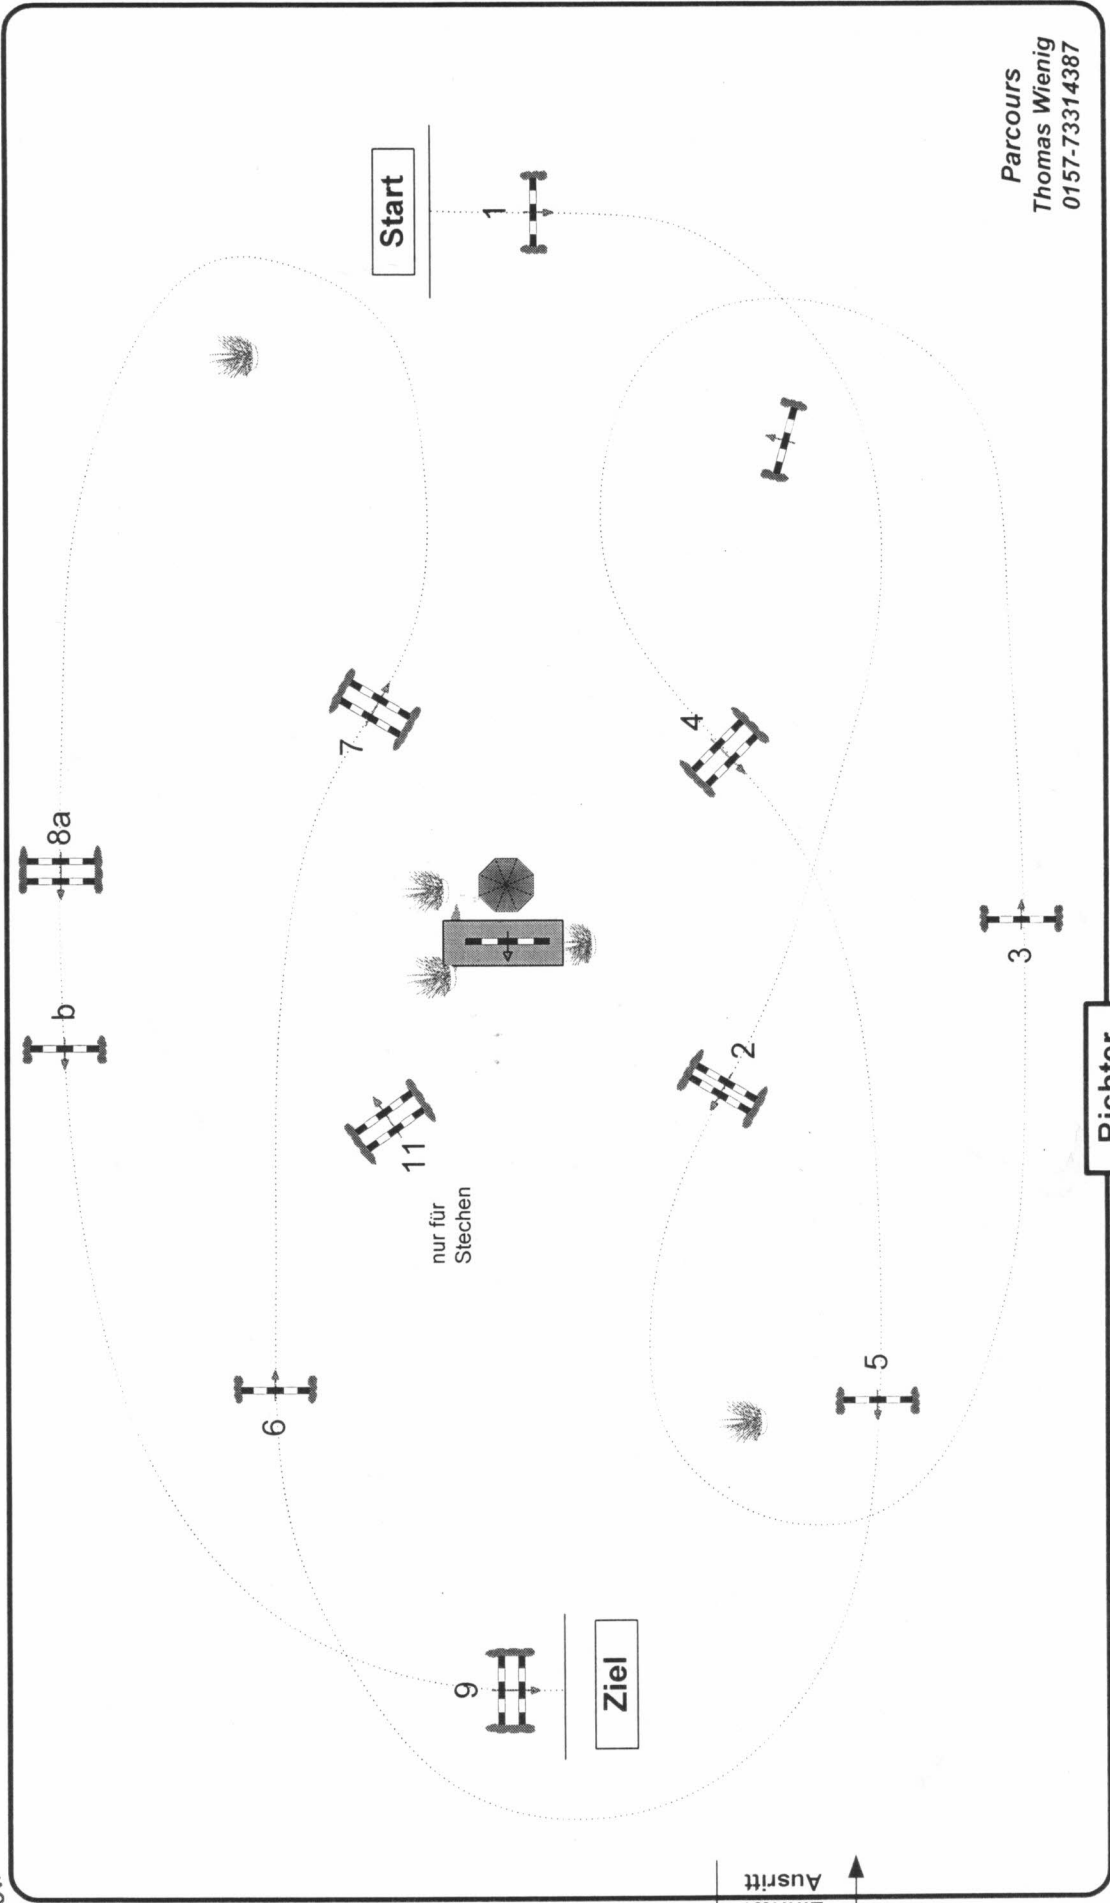 Parcours
Thomas Wienig
0157-73314387
Start
1
7
4
8a
3
b
2
11
nur für
Stechen
5
6
9
Ziel
Richter
Ausritt